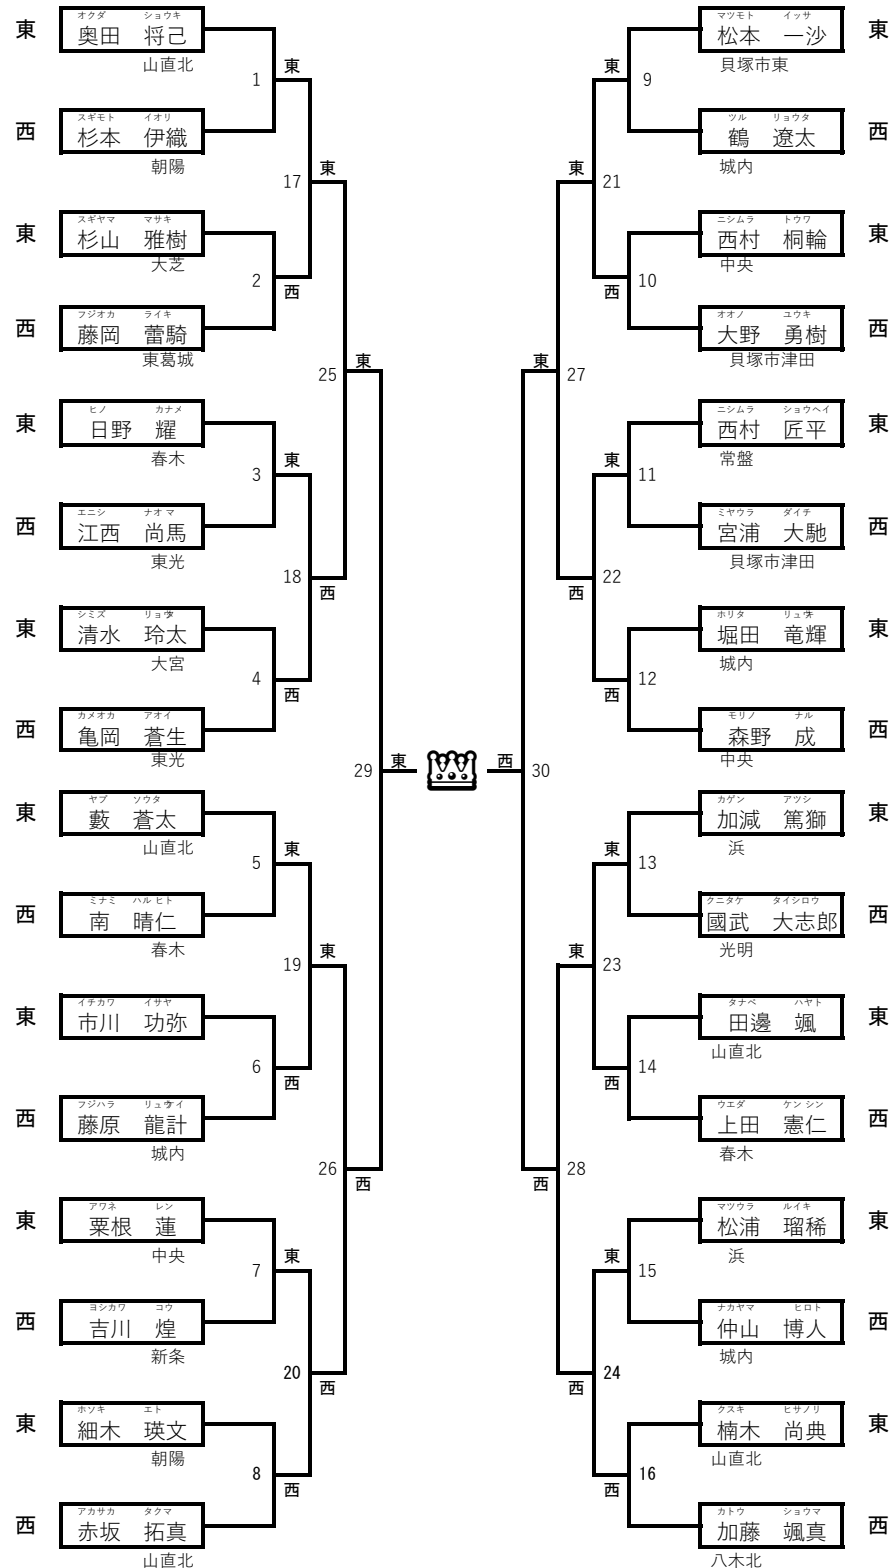 オクダ ショウキ
東 奥田 将己
山直北
1 東
スギモト イオリ
西 杉本 伊織
朝陽
17 東
スギヤマ マサキ
東 杉山 雅樹
大芝
2 西
フジオカ ライキ
西 藤岡 蕾騎
東葛城
25 東
ヒノ カナメ
東 日野 耀
春木
3 東
エニシ ナオマ
西 江西 尚馬
東光
18 西
シミズ リョウタ
東 清水 玲太
大宮
4 西
カメオカ アオイ
西 亀岡 蒼生
東光
29 東
ヤブ ソウタ
東 藪 蒼太
山直北
5 東
ミナミ ハルヒト
西 南 晴仁
春木
19 東
イチカワ イサヤ
東 市川 功弥
6 西
フジハラ リュウケイ
西 藤原 龍計
城内
26 西
アワネ レン
東 粟根 蓮
中央
7 東
ヨシカワ コウ
西 吉川 煌
新条
20 西
ホソキ エト
東 細木 瑛文
朝陽
8 西
アカサカ タクマ
西 赤坂 拓真
山直北
マツモト イッサ
松本 一沙 東
貝塚市東
東 9
ツル リョウタ
鶴 遼太 西
城内
東 21
ニシムラ トウワ
西村 桐輪 東
中央
西 10
オオノ ユウキ
大野 勇樹 西
貝塚市津田
東 27
ニシムラ ショウヘイ
西村 匠平 東
常盤
東 11
ミヤウラ ダイチ
宮浦 大馳 西
貝塚市津田
西 22
ホリタ リュウキ
堀田 竜輝 東
城内
西 12
モリノ ナル
森野 成 西
中央
西 30
カゲン アツシ
加減 篤獅 東
浜
東 13
クニタケ タイシロウ
國武 大志郎 西
光明
東 23
タナベ ハヤト
田邊 颯 東
山直北
西 14
ウエダ ケンシン
上田 憲仁 西
春木
西 28
マツウラ ルイキ
松浦 瑠稀 東
浜
東 15
ナカヤマ ヒロト
仲山 博人 西
城内
西 24
クスキ ヒサノリ
楠木 尚典 東
山直北
西 16
カトウ ショウマ
加藤 颯真 西
八木北